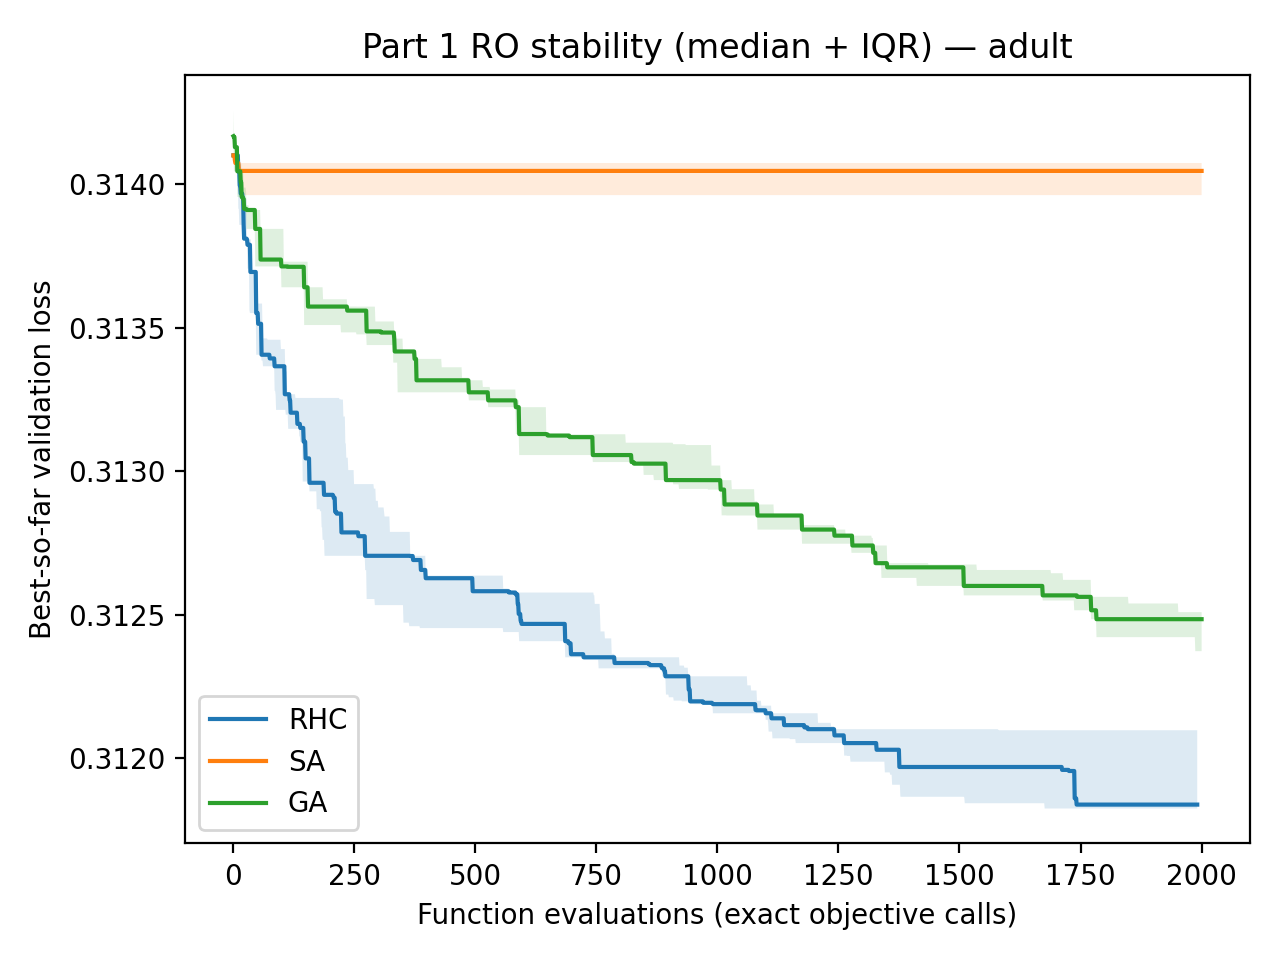 Part 1 RO stability (median + IQR) — adult
Best-so-far validation loss
0.3140
0.3135
0.3130
0.3125
0.3120
RHC
SA
GA
0 250 500 750 1000 1250 1500 1750 2000
Function evaluations (exact objective calls)